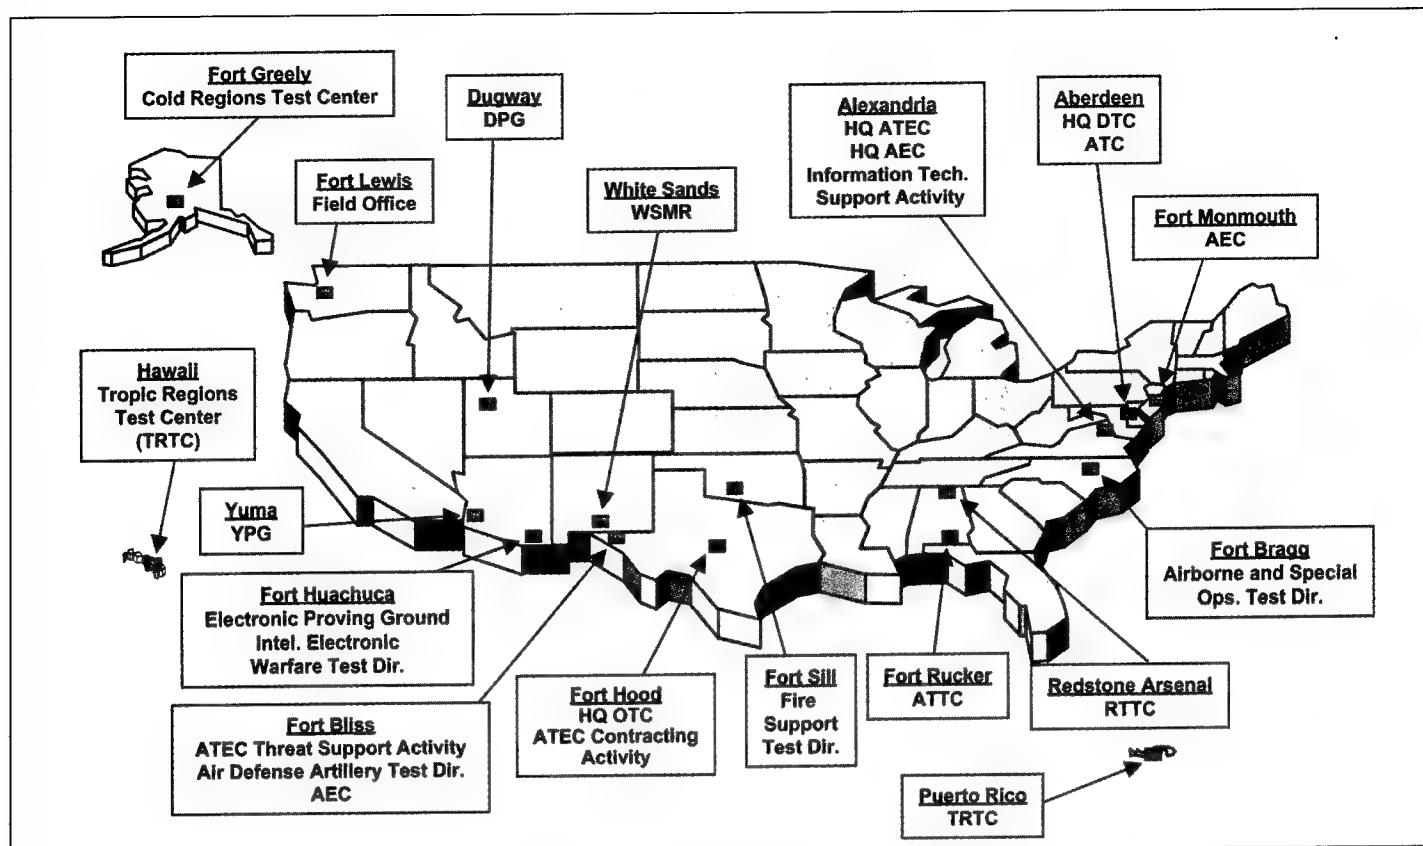 Fort Greely
Cold Regions Test Center
Dugway
DPG
Alexandria
HQ ATEC
HQ AEC
Information Tech.
Support Activity
Aberdeen
HQ DTC
ATC
Fort Lewis
Field Office
White Sands
WSMR
Fort Monmouth
AEC
Hawaii
Tropic Regions
Test Center
(TRTC)
Yuma
YPG
Fort Huachuca
Electronic Proving Ground
Intel. Electronic
Warfare Test Dir.
Fort Bragg
Airborne and Special
Ops. Test Dir.
Fort Bliss
ATEC Threat Support Activity
Air Defense Artillery Test Dir.
AEC
Fort Hood
HQ OTC
ATEC Contracting
Activity
Fort Sill
Fire
Support
Test Dir.
Fort Rucker
ATTC
Redstone Arsenal
RTTC
Puerto Rico
TRTC